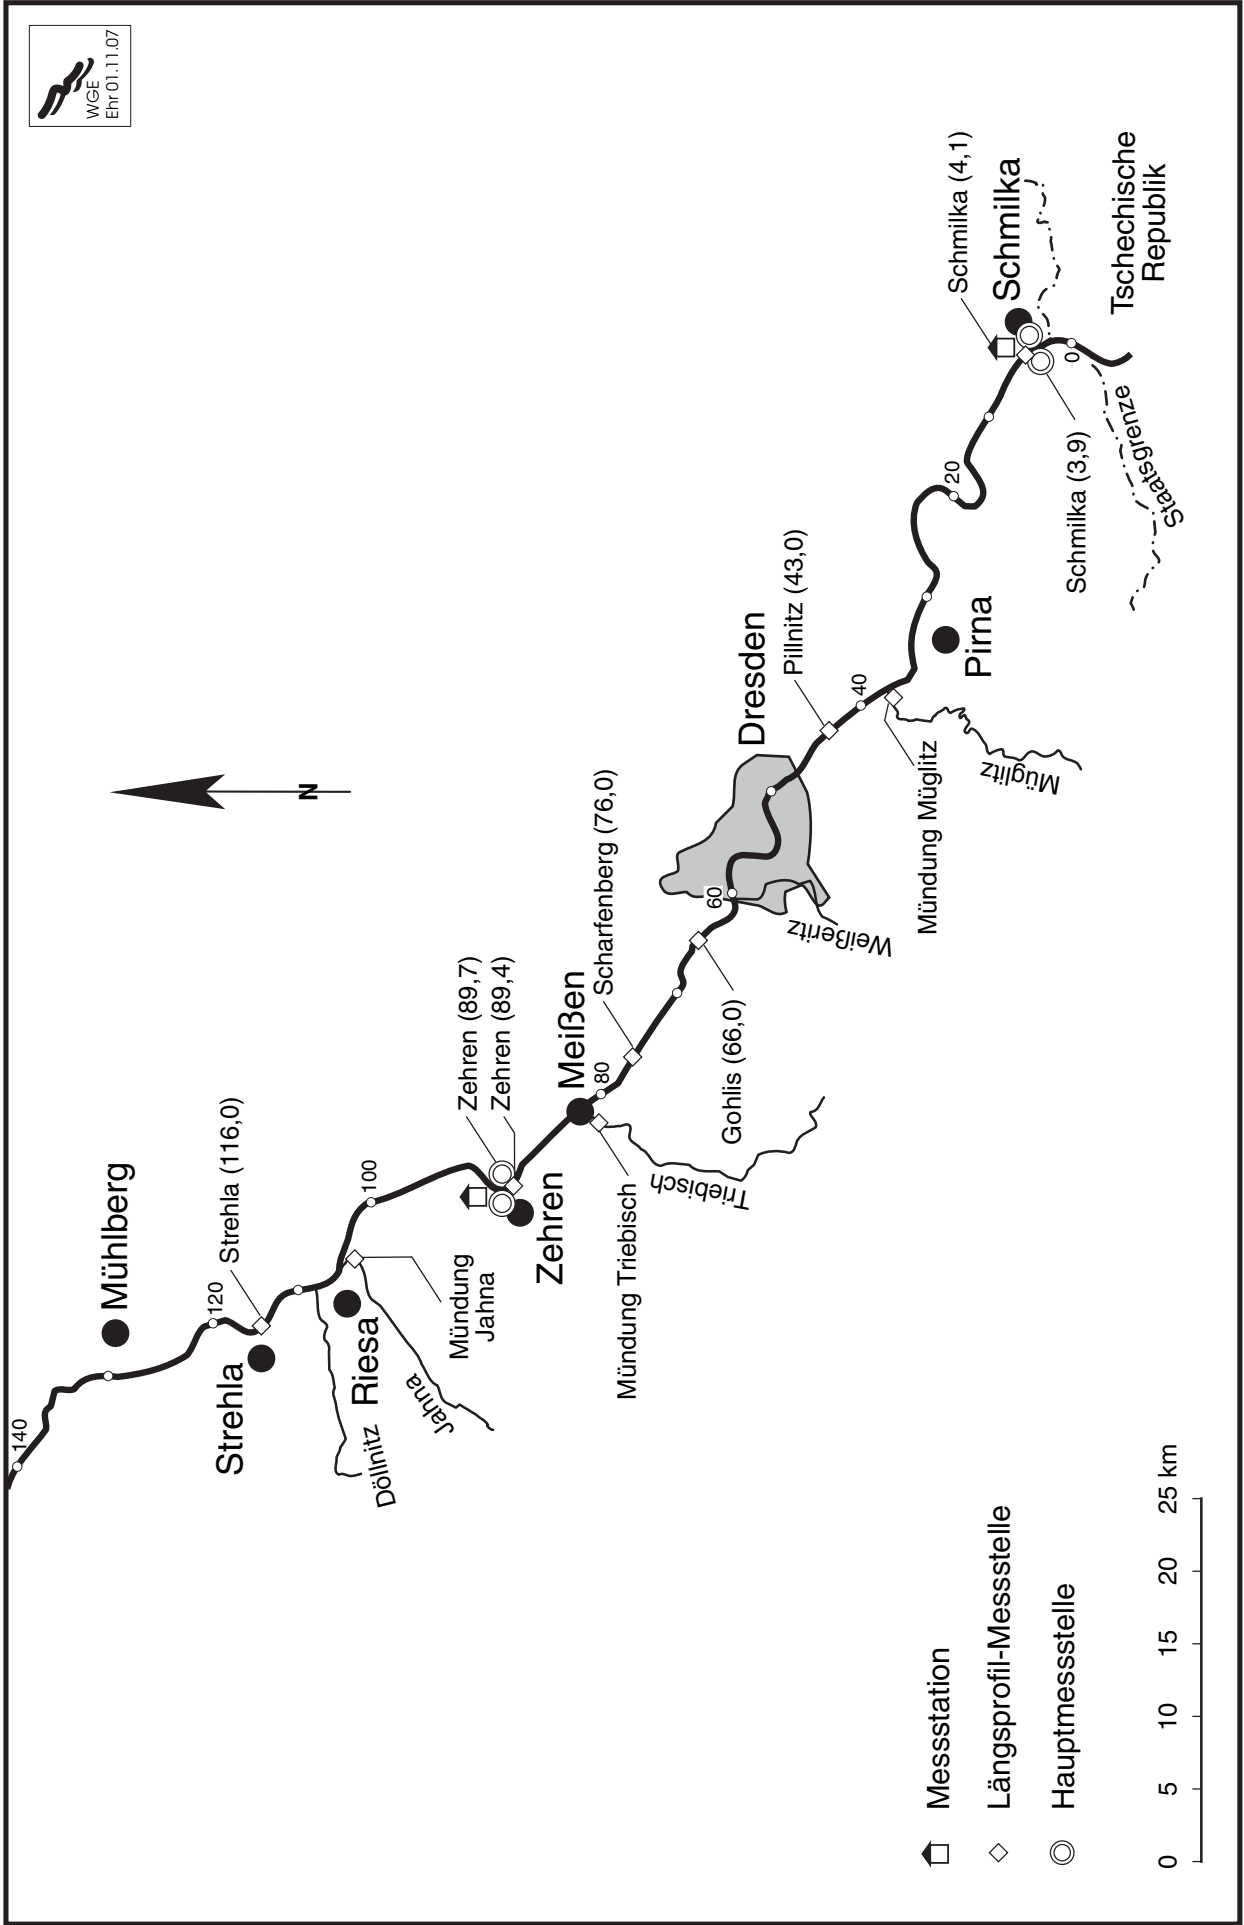 WGE
Ehr 01.11.07
N
140
Mühlberg
120
Strehla (116,0)
Strehla
Riesa
Döllnitz
Jahna
Mündung
Jahna
100
Zehren (89,7)
Zehren (89,4)
Zehren
Meißen
80
Mündung Triebisch
Triebisch
Scharfenberg (76,0)
Gohlis (66,0)
60
Weißeritz
Dresden
Pillnitz (43,0)
40
Mündung Müglitz
Müglitz
Pirna
20
Schmilka (4,1)
Schmilka
Schmilka (3,9)
0
Staatsgrenze
Tschechische
Republik
Messstation
Längsprofil-Messstelle
Hauptmessstelle
0 5 10 15 20 25 km